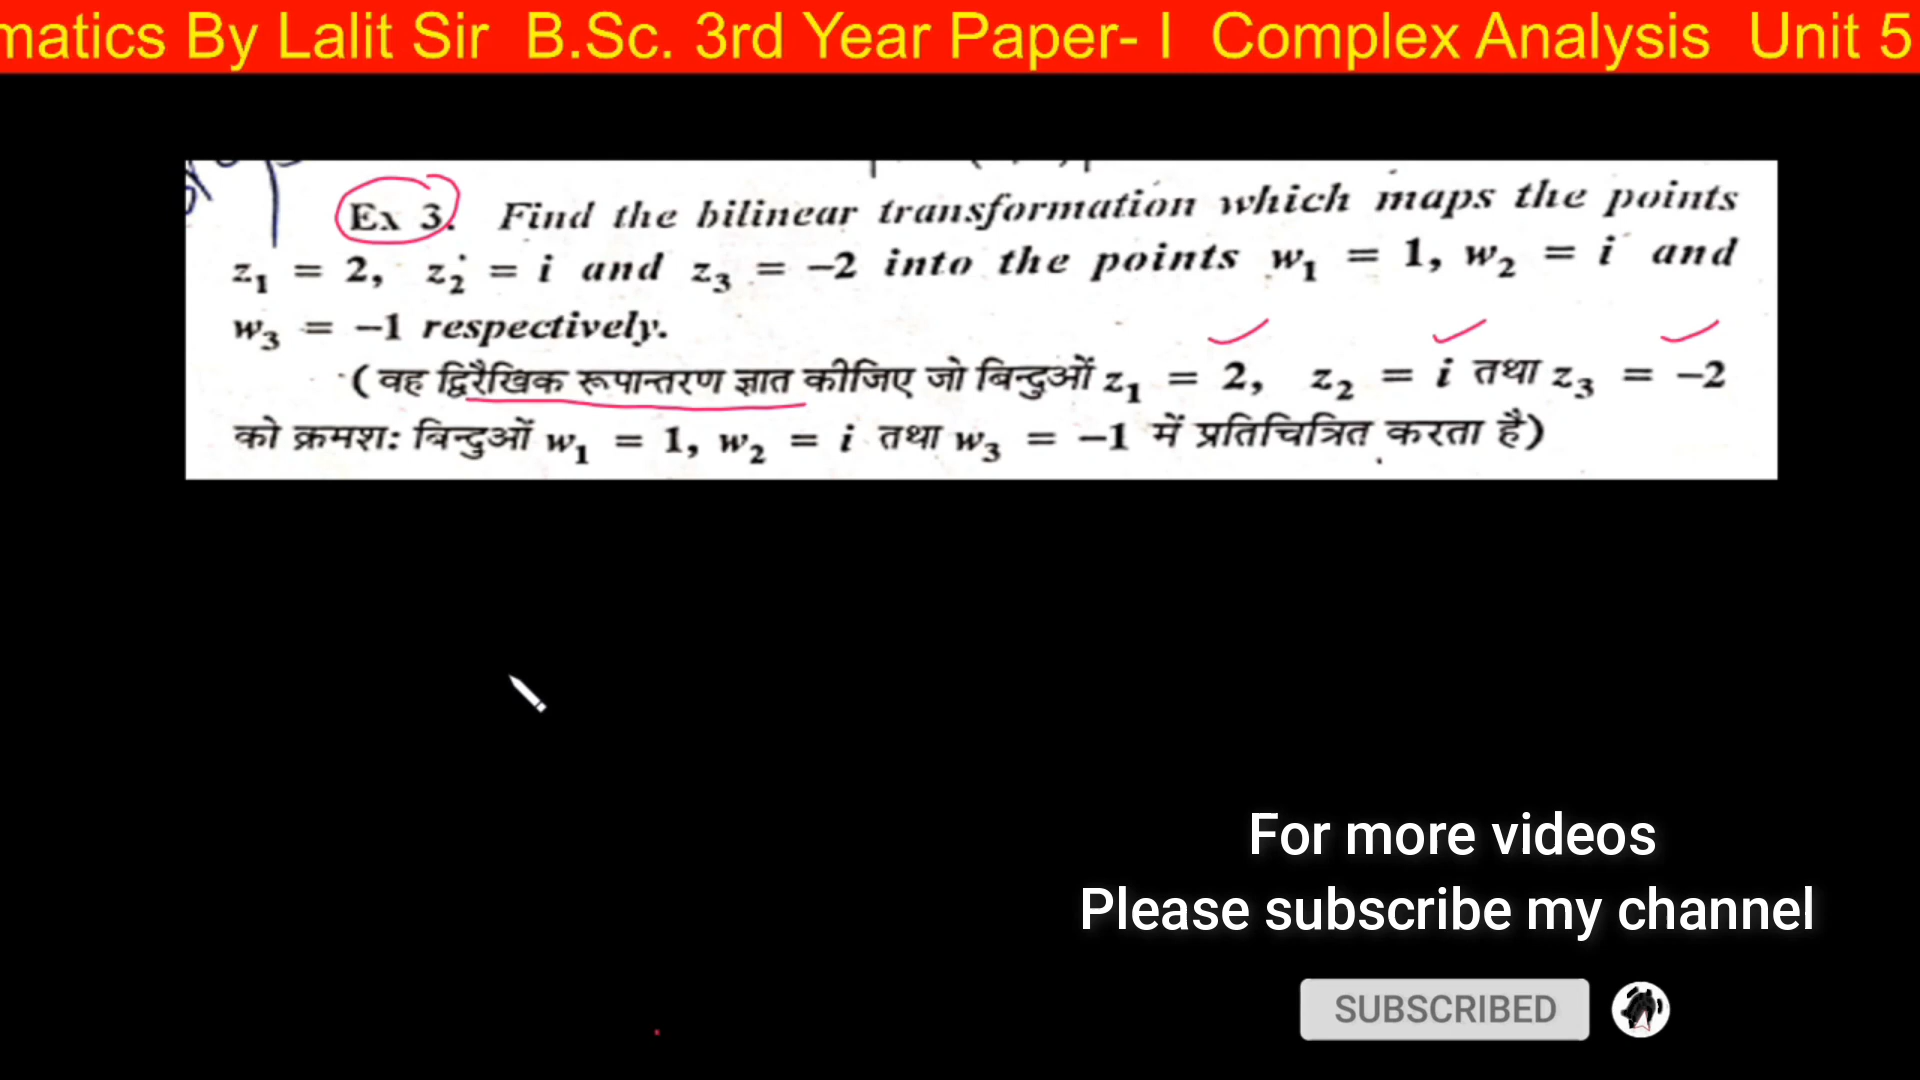 matics By Lalit Sir B.Sc. 3rd Year Paper- I Complex Analysis Unit 5
Ex 3. Find the bilinear transformation which maps the points
z₁ = 2, z₂ = i and z₃ = −2 into the points w₁ = 1, w₂ = i and
w₃ = −1 respectively.
(वह द्विरैखिक रूपान्तरण ज्ञात कीजिए जो बिन्दुओं z₁ = 2, z₂ = i तथा z₃ = −2
को क्रमश: बिन्दुओं w₁ = 1, w₂ = i तथा w₃ = −1 में प्रतिचित्रित करता है)
For more videos
Please subscribe my channel
SUBSCRIBED